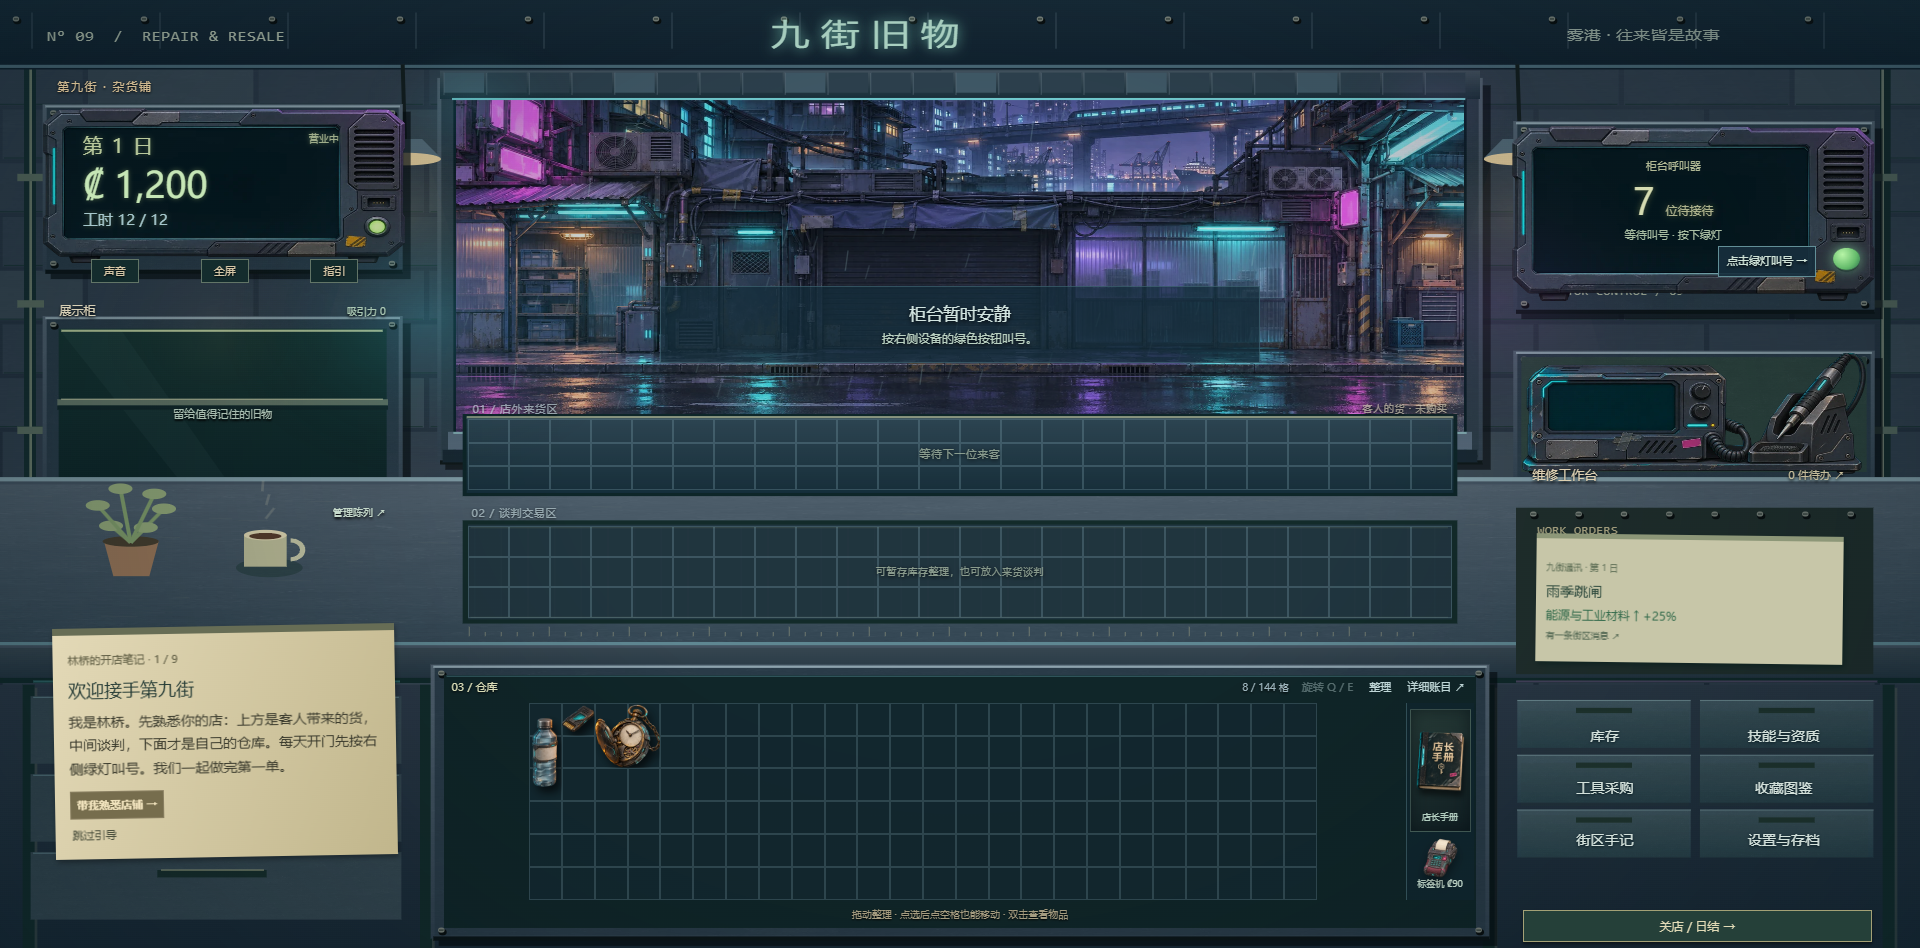 Nº 09 / REPAIR & RESALE
九街旧物
雾港 · 往来皆是故事
第九街 · 杂货铺
第 1 日
营业中
₡ 1,200
工时 12 / 12
声音
全屏
指引
展示柜
吸引力 0
留给值得记住的旧物
管理陈列 ↗
柜台暂时安静
按右侧设备的绿色按钮叫号。
01 / 店外来货区
客人的货 · 未购买
等待下一位来客
02 / 谈判交易区
可暂存库存整理，也可放入来货谈判
柜台呼叫器
7 位待接待
等待叫号 · 按下绿灯
点击绿灯叫号 →
维修工作台
0 件待办 ↗
WORK ORDERS
九街通讯 · 第 1 日
雨季跳闸
能源与工业材料 ↑ +25%
有一条街区消息 ↗
林桥的开店笔记 · 1 / 9
欢迎接手第九街
我是林桥。先熟悉你的店：上方是客人带来的货，
中间谈判，下面才是自己的仓库。每天开门先按右
侧绿灯叫号。我们一起做完第一单。
带我熟悉店铺 →
跳过引导
03 / 仓库
8 / 144 格
旋转 Q / E
整理
详细账目 ↗
店长
手册
店长手册
标签机 ₡90
拖动整理 · 点选后点空格也能移动 · 双击查看物品
库存
技能与资质
工具采购
收藏图鉴
街区手记
设置与存档
关店 / 日结 →